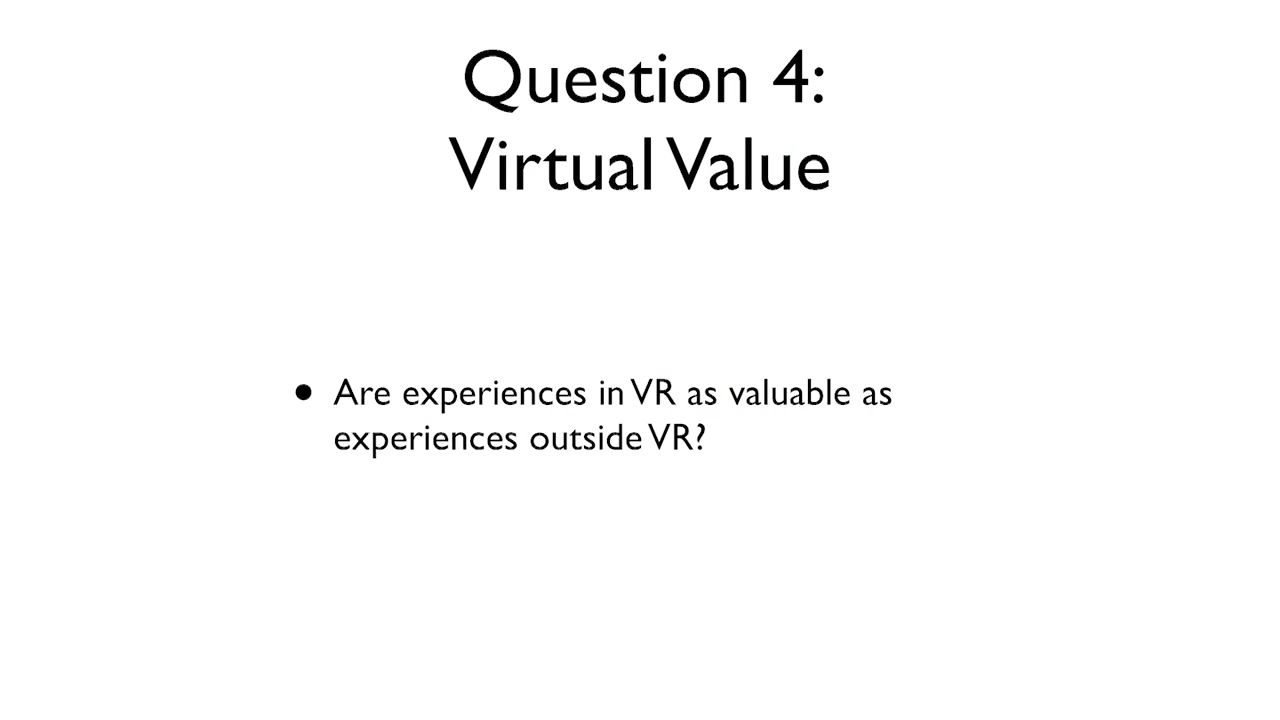 Question 4:
Virtual Value
• Are experiences in VR as valuable as
experiences outside VR?